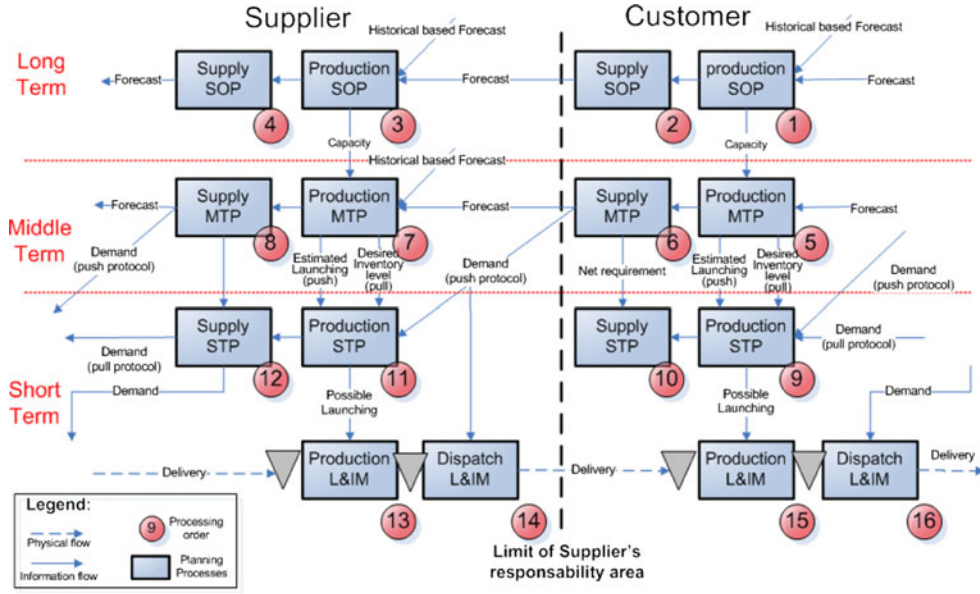 Supplier
Customer
Historical based Forecast
Historical based Forecast
Long
Term
Forecast
Supply
SOP
Production
SOP
Forecast
Supply
SOP
production
SOP
Forecast
4
3
2
1
Capacity
Capacity
Historical based Forecast
Middle
Term
Forecast
Supply
MTP
Production
MTP
Forecast
Supply
MTP
Production
MTP
Forecast
8
7
6
5
Demand
(push protocol)
Estimated
Launching
(push)
Desired
Inventory
level
(pull)
Demand
(push protocol)
Net requirement
Estimated
Launching
(push)
Desired
Inventory
level
(pull)
Demand
(push protocol)
Short
Term
Demand
(pull protocol)
Supply
STP
Production
STP
Supply
STP
Production
STP
Demand
(pull protocol)
12
11
10
9
Demand
Possible
Launching
Possible
Launching
Demand
Delivery
Production
L&IM
Dispatch
L&IM
Delivery
Production
L&IM
Dispatch
L&IM
Delivery
13
14
15
16
Legend:
Physical flow
Information flow
9
Processing
order
Planning
Processes
Limit of Supplier's
responsability area